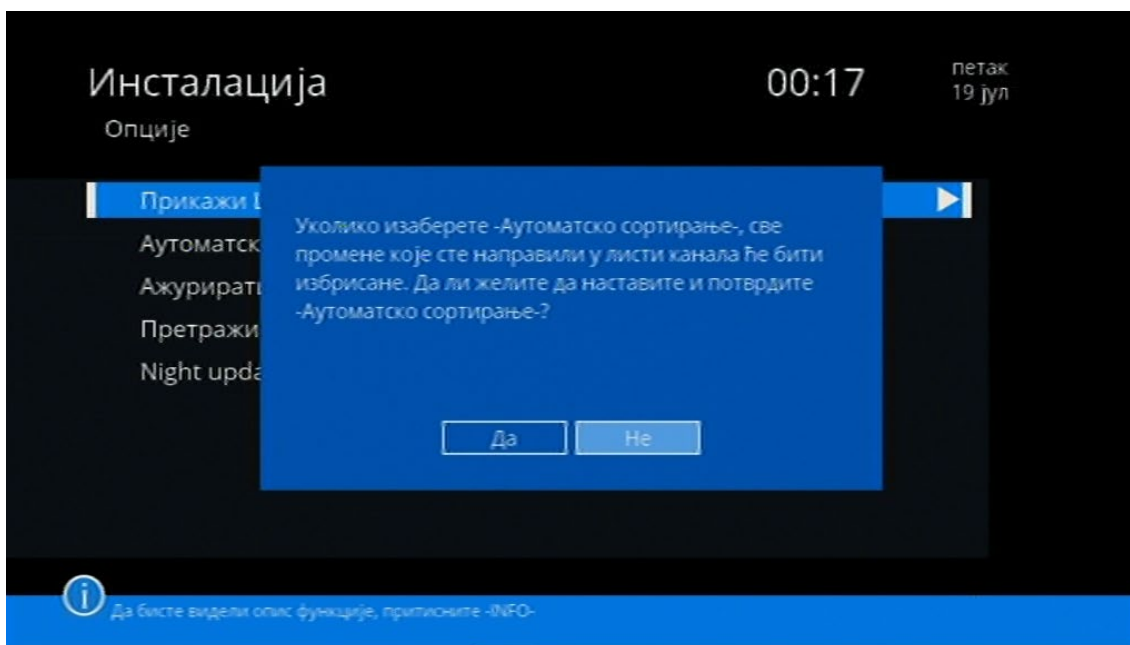 Инсталација
00:17
петак
19 јул
Опције
Прикажи
Аутоматск
Ажурирать
Претражи
Night upda
Уколико изаберете -Аутоматско сортирање-, све
промене које сте направили у листи канала ће бити
избрисане. Да ли желите да наставите и потврдите
-Аутоматско сортирање-?
Да
Не
Да бисте видели опис функције, притисните -INFO-